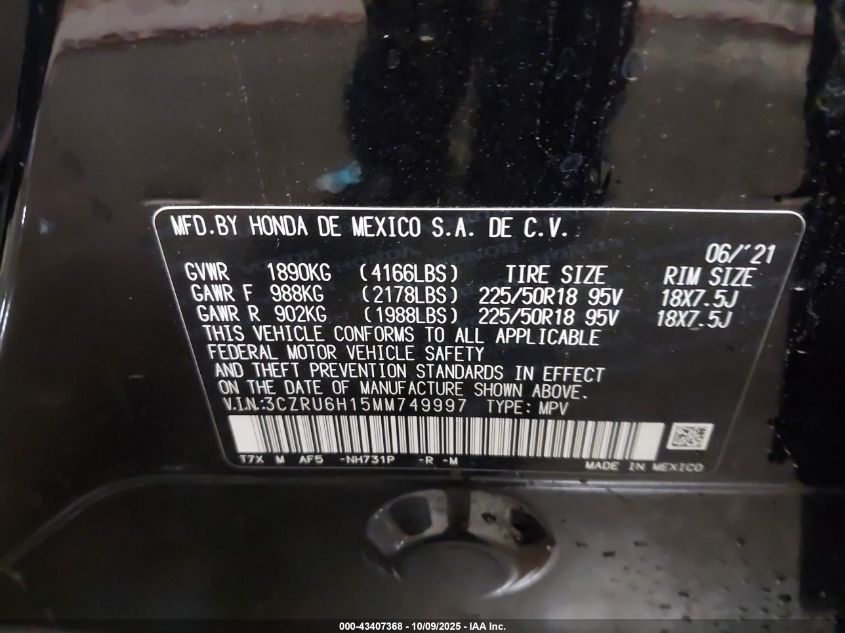 MFD.BY HONDA DE MEXICO S.A. DE C.V.
06/'21
GVWR 1890KG (4166LBS) TIRE SIZE RIM SIZE
GAWR F 988KG (2178LBS) 225/50R18 95V 18X7.5J
GAWR R 902KG (1988LBS) 225/50R18 95V 18X7.5J
THIS VEHICLE CONFORMS TO ALL APPLICABLE
FEDERAL MOTOR VEHICLE SAFETY
AND THEFT PREVENTION STANDARDS IN EFFECT
ON THE DATE OF MANUFACTURE SHOWN ABOVE.
V.I.N.:3CZRU6H15MM749997 TYPE: MPV
T7X M AF5 -NH731P -R -M
MADE IN MEXICO
000-43407368 - 10/09/2025 - IAA Inc.